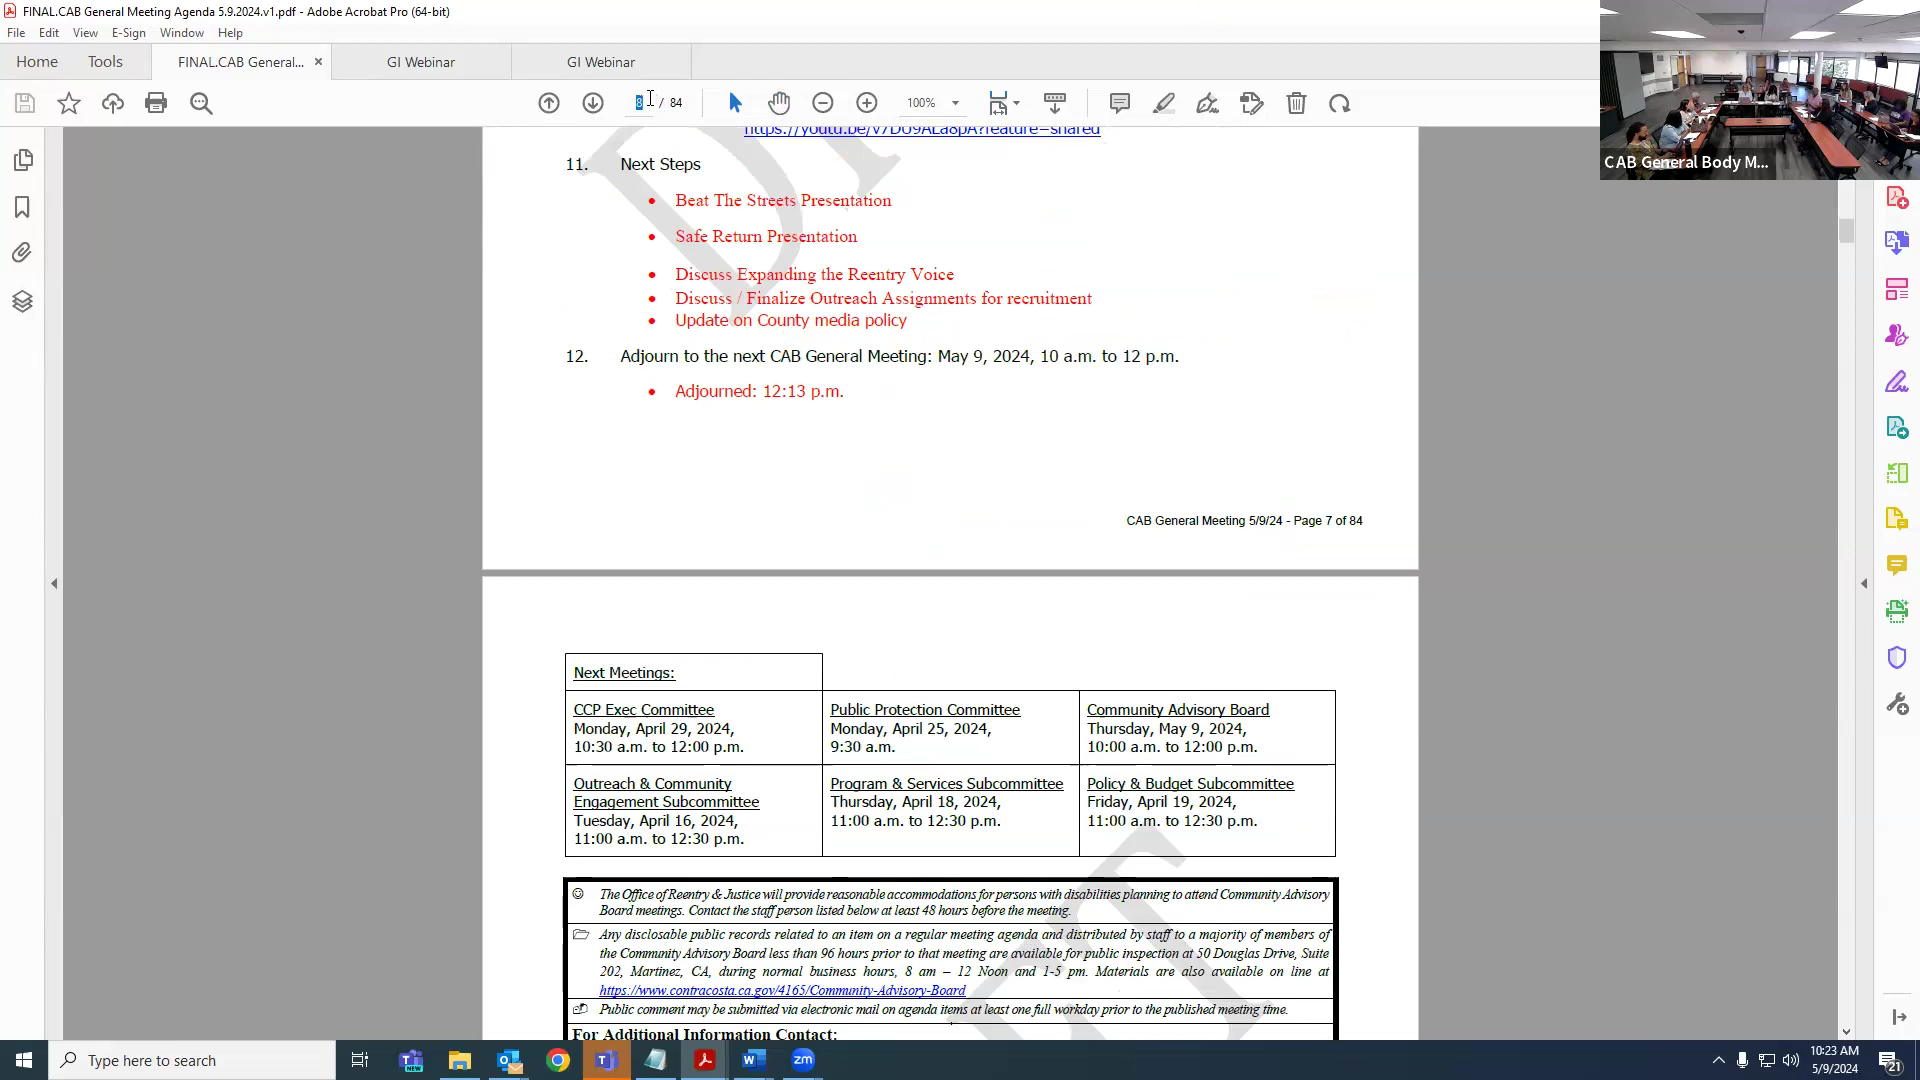 FINAL.CAB General Meeting Agenda 5.9.2024.v1.pdf - Adobe Acrobat Pro (64-bit)
File Edit View E-Sign Window Help
Home Tools FINAL.CAB General... × GI Webinar GI Webinar
8 / 84 100%
CAB General Body M...
https://youtu.be/v7DU9ALa8pA?feature=shared
11. Next Steps
• Beat The Streets Presentation
• Safe Return Presentation
• Discuss Expanding the Reentry Voice
• Discuss / Finalize Outreach Assignments for recruitment
• Update on County media policy
12. Adjourn to the next CAB General Meeting: May 9, 2024, 10 a.m. to 12 p.m.
• Adjourned: 12:13 p.m.
CAB General Meeting 5/9/24 - Page 7 of 84
Next Meetings:
CCP Exec Committee
Monday, April 29, 2024,
10:30 a.m. to 12:00 p.m.
Public Protection Committee
Monday, April 25, 2024,
9:30 a.m.
Community Advisory Board
Thursday, May 9, 2024,
10:00 a.m. to 12:00 p.m.
Outreach & Community
Engagement Subcommittee
Tuesday, April 16, 2024,
11:00 a.m. to 12:30 p.m.
Program & Services Subcommittee
Thursday, April 18, 2024,
11:00 a.m. to 12:30 p.m.
Policy & Budget Subcommittee
Friday, April 19, 2024,
11:00 a.m. to 12:30 p.m.
The Office of Reentry & Justice will provide reasonable accommodations for persons with disabilities planning to attend Community Advisory
Board meetings. Contact the staff person listed below at least 48 hours before the meeting.
Any disclosable public records related to an item on a regular meeting agenda and distributed by staff to a majority of members of
the Community Advisory Board less than 96 hours prior to that meeting are available for public inspection at 50 Douglas Drive, Suite
202, Martinez, CA, during normal business hours, 8 am – 12 Noon and 1-5 pm. Materials are also available on line at
https://www.contracosta.ca.gov/4165/Community-Advisory-Board
Public comment may be submitted via electronic mail on agenda items at least one full workday prior to the published meeting time.
For Additional Information Contact:
Type here to search
10:23 AM
5/9/2024
21